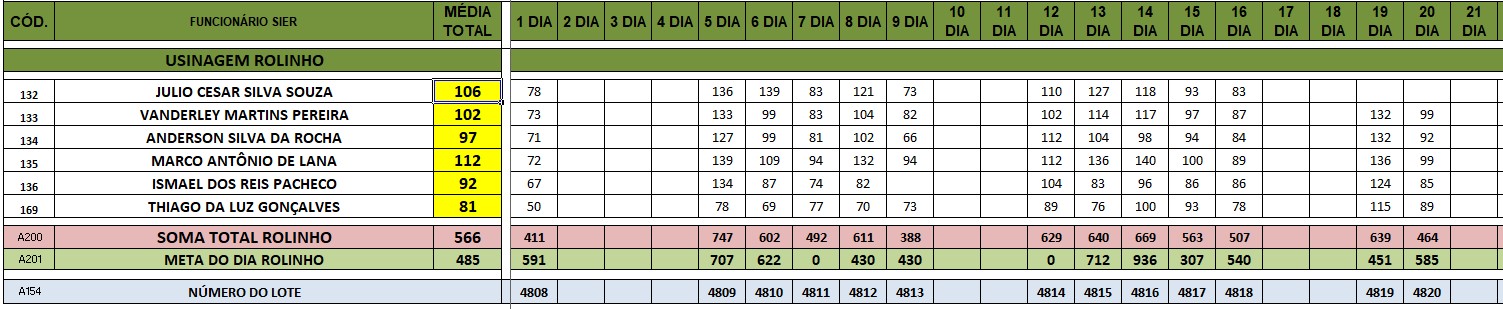 CÓD. FUNCIONÁRIO SIER MÉDIA TOTAL 1 DIA 2 DIA 3 DIA 4 DIA 5 DIA 6 DIA 7 DIA 8 DIA 9 DIA 10 DIA 11 DIA 12 DIA 13 DIA 14 DIA 15 DIA 16 DIA 17 DIA 18 DIA 19 DIA 20 DIA 21 DIA
USINAGEM ROLINHO
132 JULIO CESAR SILVA SOUZA 106 78 136 139 83 121 73 110 127 118 93 83
133 VANDERLEY MARTINS PEREIRA 102 73 133 99 83 104 82 102 114 117 97 87 132 99
134 ANDERSON SILVA DA ROCHA 97 71 127 99 81 102 66 112 104 98 94 84 132 92
135 MARCO ANTÔNIO DE LANA 112 72 139 109 94 132 94 112 136 140 100 89 136 99
136 ISMAEL DOS REIS PACHECO 92 67 134 87 74 82 104 83 96 86 86 124 85
169 THIAGO DA LUZ GONÇALVES 81 50 78 69 77 70 73 89 76 100 93 78 115 89
A200 SOMA TOTAL ROLINHO 566 411 747 602 492 611 388 629 640 669 563 507 639 464
A201 META DO DIA ROLINHO 485 591 707 622 0 430 430 0 712 936 307 540 451 585
A154 NÚMERO DO LOTE 4808 4809 4810 4811 4812 4813 4814 4815 4816 4817 4818 4819 4820